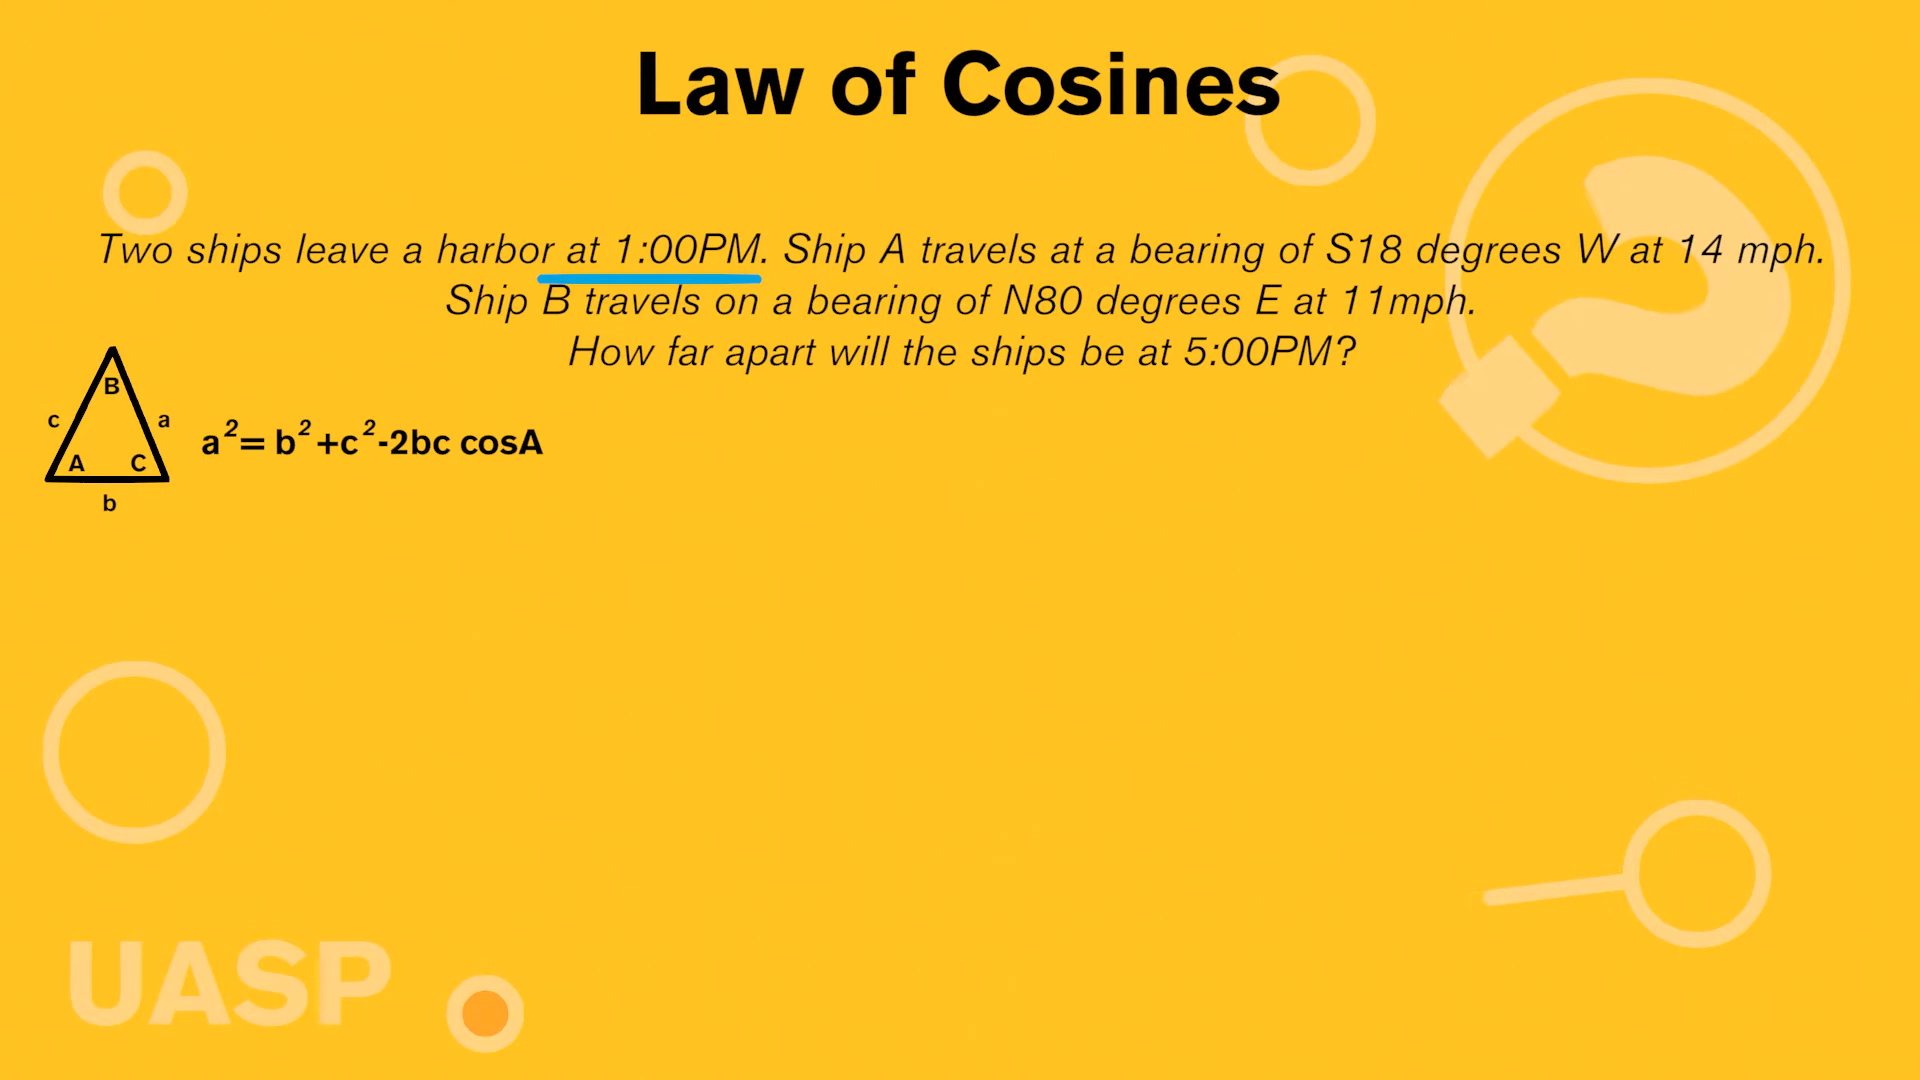 Law of Cosines
Two ships leave a harbor at 1:00PM. Ship A travels at a bearing of S18 degrees W at 14 mph.
Ship B travels on a bearing of N80 degrees E at 11mph.
How far apart will the ships be at 5:00PM?
B
c a
A C
b
a²= b²+c²-2bc cosA
UASP